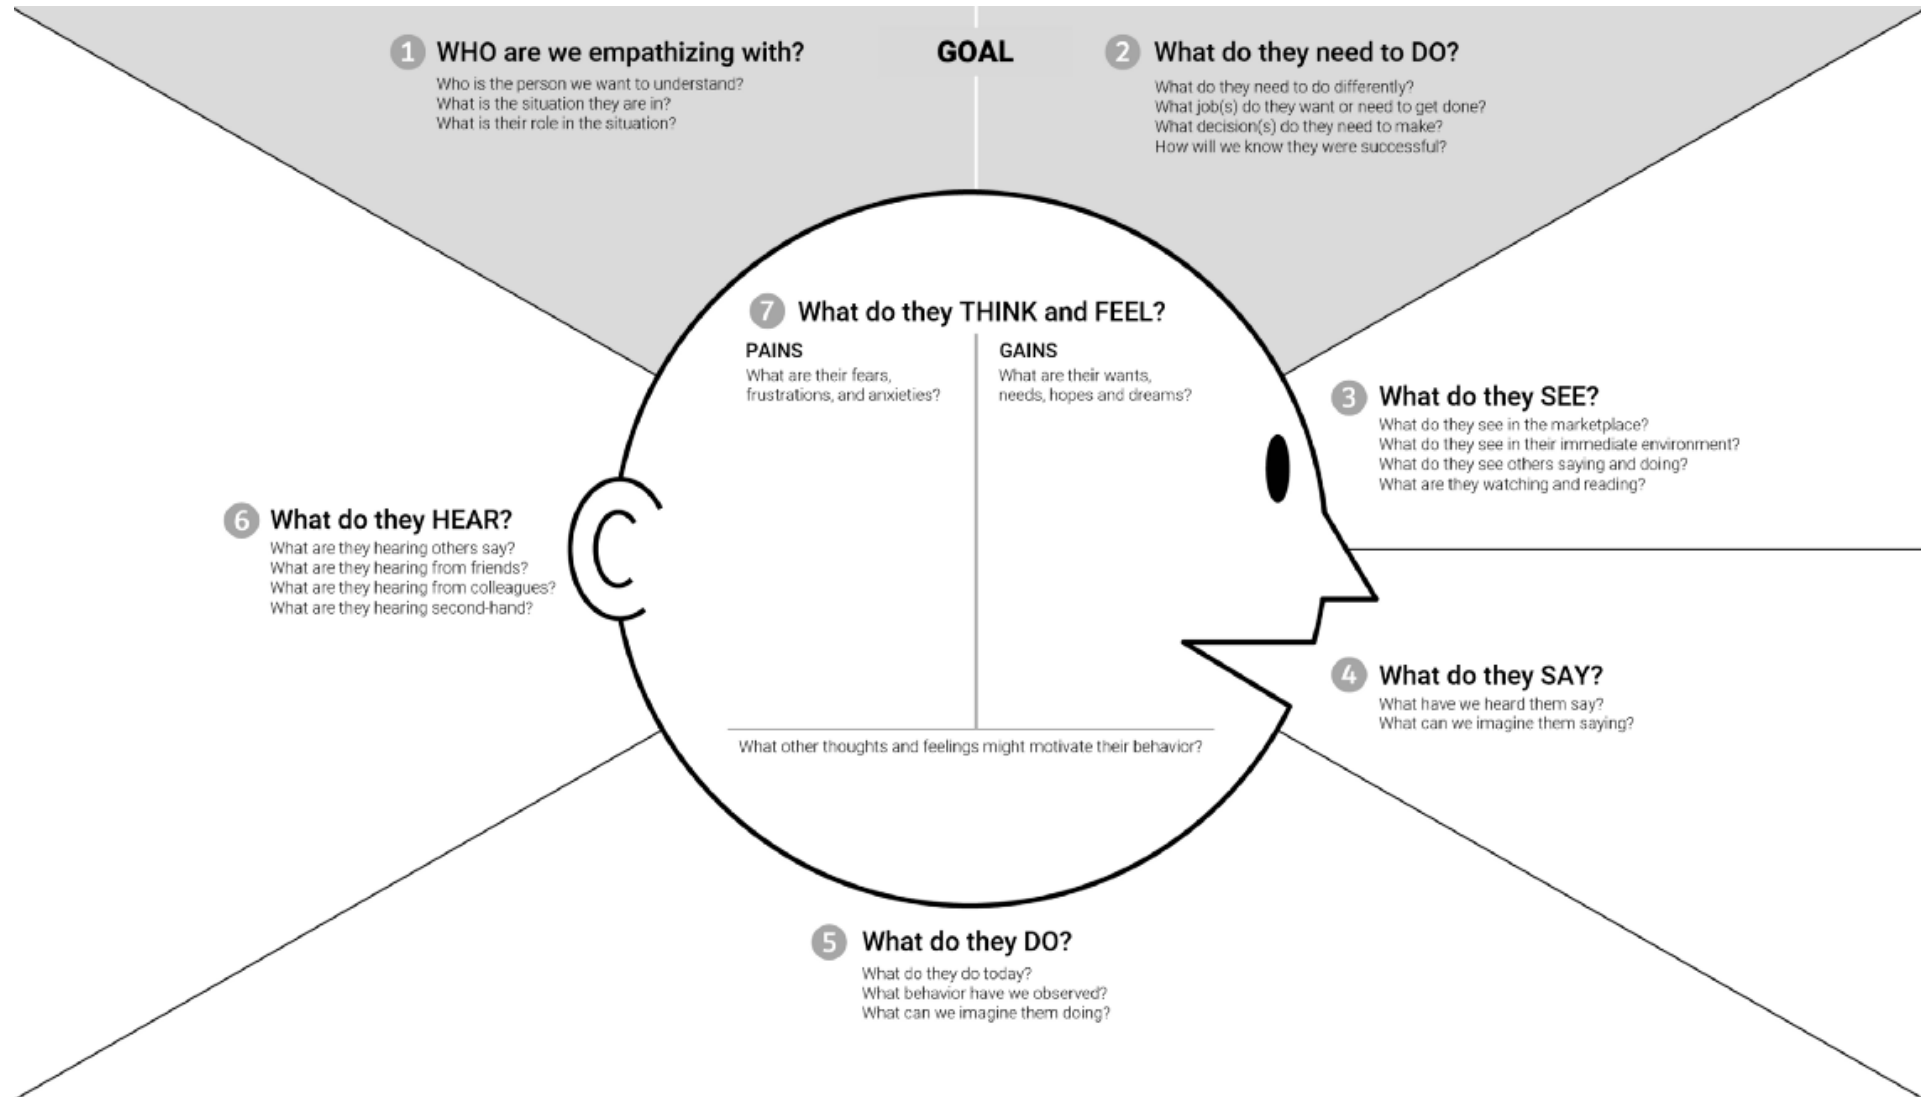 GOAL
1 WHO are we empathizing with?
Who is the person we want to understand?
What is the situation they are in?
What is their role in the situation?
2 What do they need to DO?
What do they need to do differently?
What job(s) do they want or need to get done?
What decision(s) do they need to make?
How will we know they were successful?
3 What do they SEE?
What do they see in the marketplace?
What do they see in their immediate environment?
What do they see others saying and doing?
What are they watching and reading?
4 What do they SAY?
What have we heard them say?
What can we imagine them saying?
5 What do they DO?
What do they do today?
What behavior have we observed?
What can we imagine them doing?
6 What do they HEAR?
What are they hearing others say?
What are they hearing from friends?
What are they hearing from colleagues?
What are they hearing second-hand?
7 What do they THINK and FEEL?
PAINS
What are their fears,
frustrations, and anxieties?
GAINS
What are their wants,
needs, hopes and dreams?
What other thoughts and feelings might motivate their behavior?